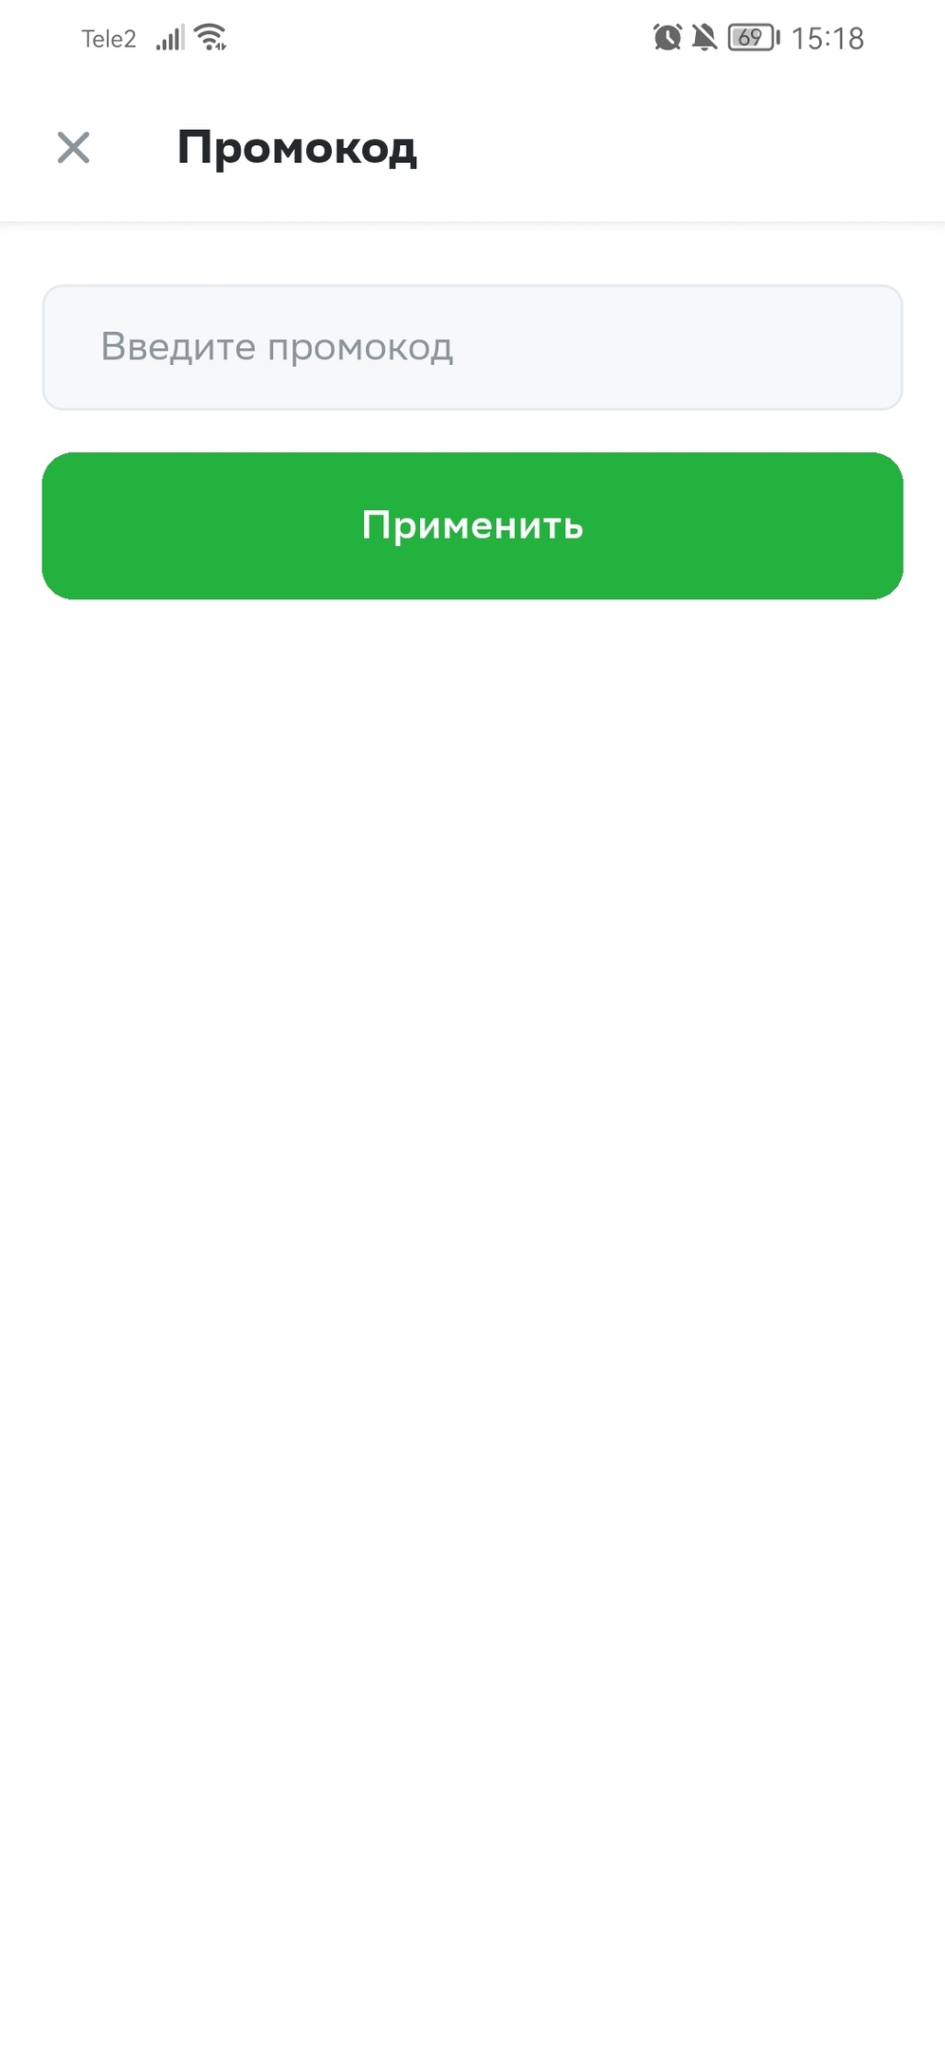 Tele2 69 15:18
Промокод
Введите промокод
Применить